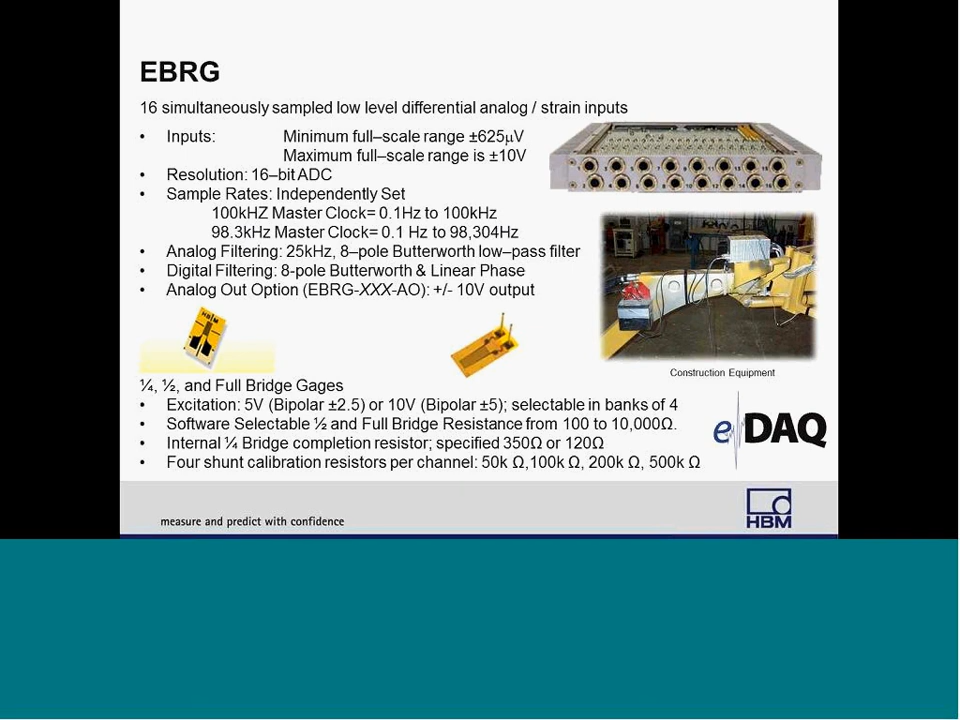 EBRG
16 simultaneously sampled low level differential analog / strain inputs
• Inputs: Minimum full–scale range ±625µV
Maximum full–scale range is ±10V
• Resolution: 16–bit ADC
• Sample Rates: Independently Set
100kHZ Master Clock= 0.1Hz to 100kHz
98.3kHz Master Clock= 0.1 Hz to 98,304Hz
• Analog Filtering: 25kHz, 8–pole Butterworth low–pass filter
• Digital Filtering: 8-pole Butterworth & Linear Phase
• Analog Out Option (EBRG-XXX-AO): +/- 10V output
HBM
Construction Equipment
¼, ½, and Full Bridge Gages
• Excitation: 5V (Bipolar ±2.5) or 10V (Bipolar ±5); selectable in banks of 4
• Software Selectable ½ and Full Bridge Resistance from 100 to 10,000Ω.
• Internal ¼ Bridge completion resistor; specified 350Ω or 120Ω
• Four shunt calibration resistors per channel: 50k Ω,100k Ω, 200k Ω, 500k Ω
eDAQ
measure and predict with confidence
HBM